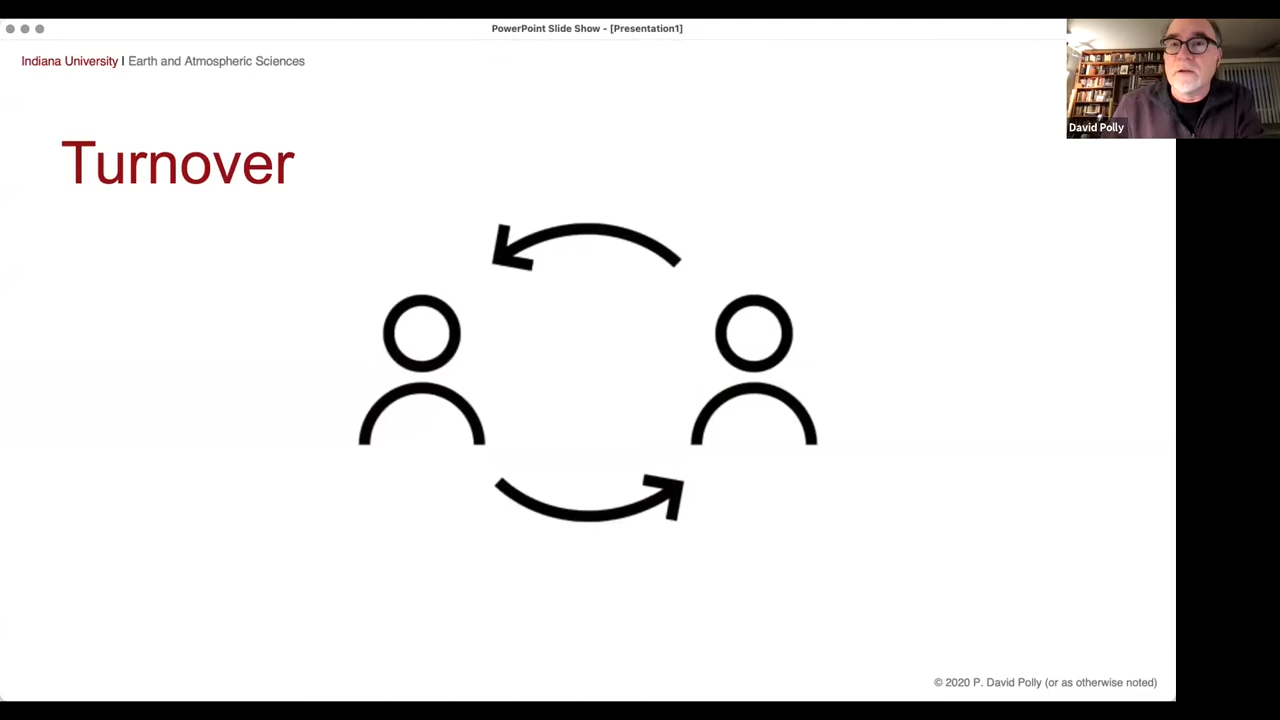 PowerPoint Slide Show - [Presentation1]
Indiana University | Earth and Atmospheric Sciences
David Polly
Turnover
© 2020 P. David Polly (or as otherwise noted)